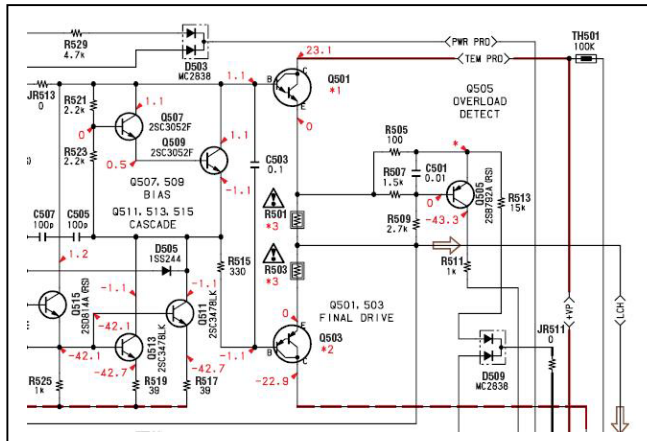 R529
4.7k
D503
MC2838
PWR PRO
TEM PRO
TH501
100K
23.1
1.1
B
C
E
Q501
*1
0
JR513
0
R521
2.2k
1.1
Q507
2SC3052F
0
R523
2.2k
0.5
Q509
2SC3052F
1.1
-1.1
C503
0.1
Q505
OVERLOAD
DETECT
R505
100
*
R507
1.5k
C501
0.01
0
-43.3
Q505
2SB792A(RS)
R513
15k
R509
2.7k
R511
1k
Q507, 509
BIAS
Q511, 513, 515
CASCADE
R501
*3
R503
*3
C507
100p
C505
100p
1.2
D505
1SS244
R515
330
-1.1
-1.1
Q515
2SD814A(RS)
Q511
2SC3478LK
-42.1
-42.1
Q513
2SC3478LK
-42.7
-42.7
R525
1k
R519
39
R517
39
-1.1
0
B
E
C
Q503
*2
-22.9
Q501, 503
FINAL DRIVE
D509
MC2838
JR511
0
+VP
LCH